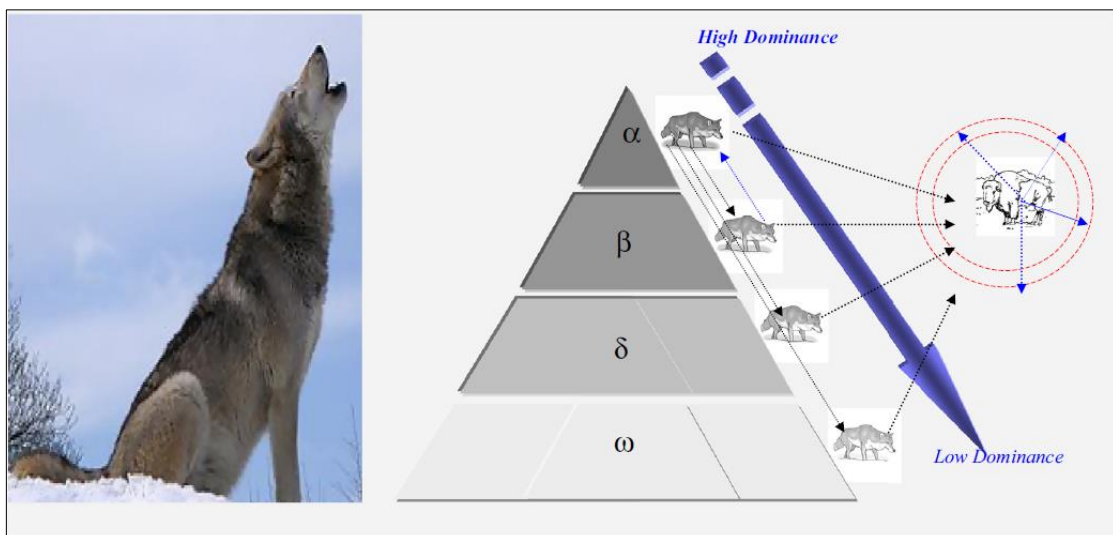 High Dominance
α
β
δ
ω
Low Dominance